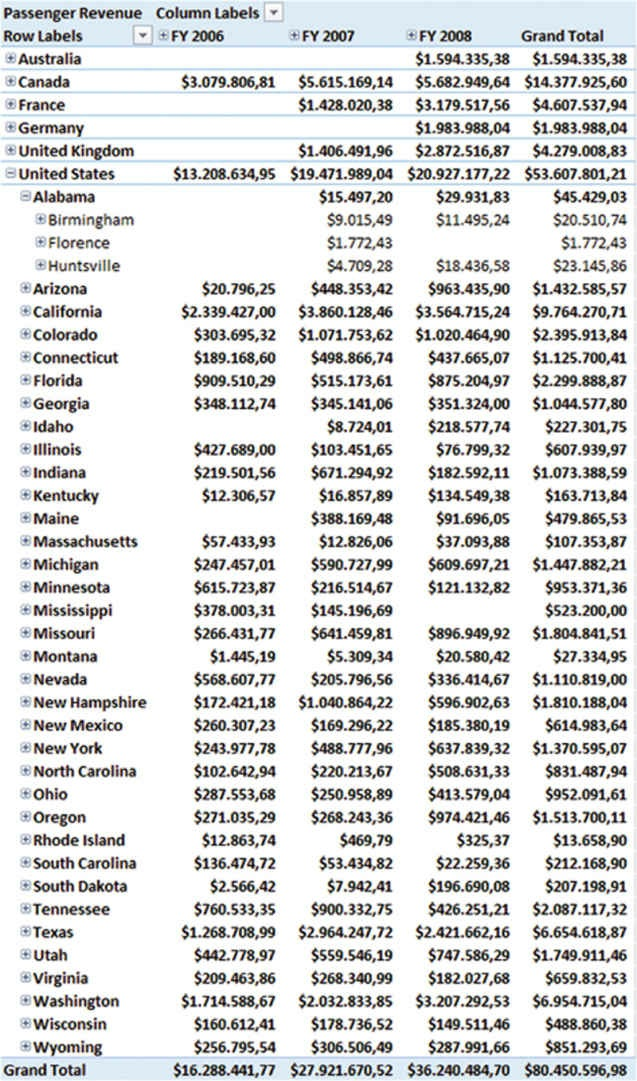 Passenger Revenue Column Labels
Row Labels FY 2006 FY 2007 FY 2008 Grand Total
Australia $1.594.335,38 $1.594.335,38
Canada $3.079.806,81 $5.615.169,14 $5.682.949,64 $14.377.925,60
France $1.428.020,38 $3.179.517,56 $4.607.537,94
Germany $1.983.988,04 $1.983.988,04
United Kingdom $1.406.491,96 $2.872.516,87 $4.279.008,83
United States $13.208.634,95 $19.471.989,04 $20.927.177,22 $53.607.801,21
Alabama $15.497,20 $29.931,83 $45.429,03
Birmingham $9.015,49 $11.495,24 $20.510,74
Florence $1.772,43 $1.772,43
Huntsville $4.709,28 $18.436,58 $23.145,86
Arizona $20.796,25 $448.353,42 $963.435,90 $1.432.585,57
California $2.339.427,00 $3.860.128,46 $3.564.715,24 $9.764.270,71
Colorado $303.695,32 $1.071.753,62 $1.020.464,90 $2.395.913,84
Connecticut $189.168,60 $498.866,74 $437.665,07 $1.125.700,41
Florida $909.510,29 $515.173,61 $875.204,97 $2.299.888,87
Georgia $348.112,74 $345.141,06 $351.324,00 $1.044.577,80
Idaho $8.724,01 $218.577,74 $227.301,75
Illinois $427.689,00 $103.451,65 $76.799,32 $607.939,97
Indiana $219.501,56 $671.294,92 $182.592,11 $1.073.388,59
Kentucky $12.306,57 $16.857,89 $134.549,38 $163.713,84
Maine $388.169,48 $91.696,05 $479.865,53
Massachusetts $57.433,93 $12.826,06 $37.093,88 $107.353,87
Michigan $247.457,01 $590.727,99 $609.697,21 $1.447.882,21
Minnesota $615.723,87 $216.514,67 $121.132,82 $953.371,36
Mississippi $378.003,31 $145.196,69 $523.200,00
Missouri $266.431,77 $641.459,81 $896.949,92 $1.804.841,51
Montana $1.445,19 $5.309,34 $20.580,42 $27.334,95
Nevada $568.607,77 $205.796,56 $336.414,67 $1.110.819,00
New Hampshire $172.421,18 $1.040.864,22 $596.902,63 $1.810.188,04
New Mexico $260.307,23 $169.296,22 $185.380,19 $614.983,64
New York $243.977,78 $488.777,96 $637.839,32 $1.370.595,07
North Carolina $102.642,94 $220.213,67 $508.631,33 $831.487,94
Ohio $287.553,68 $250.958,89 $413.579,04 $952.091,61
Oregon $271.035,29 $268.243,36 $974.421,46 $1.513.700,11
Rhode Island $12.863,74 $469,79 $325,37 $13.658,90
South Carolina $136.474,72 $53.434,82 $22.259,36 $212.168,90
South Dakota $2.566,42 $7.942,41 $196.690,08 $207.198,91
Tennessee $760.533,35 $900.332,75 $426.251,21 $2.087.117,32
Texas $1.268.708,99 $2.964.247,72 $2.421.662,16 $6.654.618,87
Utah $442.778,97 $559.546,19 $747.586,29 $1.749.911,46
Virginia $209.463,86 $268.340,99 $182.027,68 $659.832,53
Washington $1.714.588,67 $2.032.833,85 $3.207.292,53 $6.954.715,04
Wisconsin $160.612,41 $178.736,52 $149.511,46 $488.860,38
Wyoming $256.795,54 $306.506,49 $287.991,66 $851.293,69
Grand Total $16.288.441,77 $27.921.670,52 $36.240.484,70 $80.450.596,98